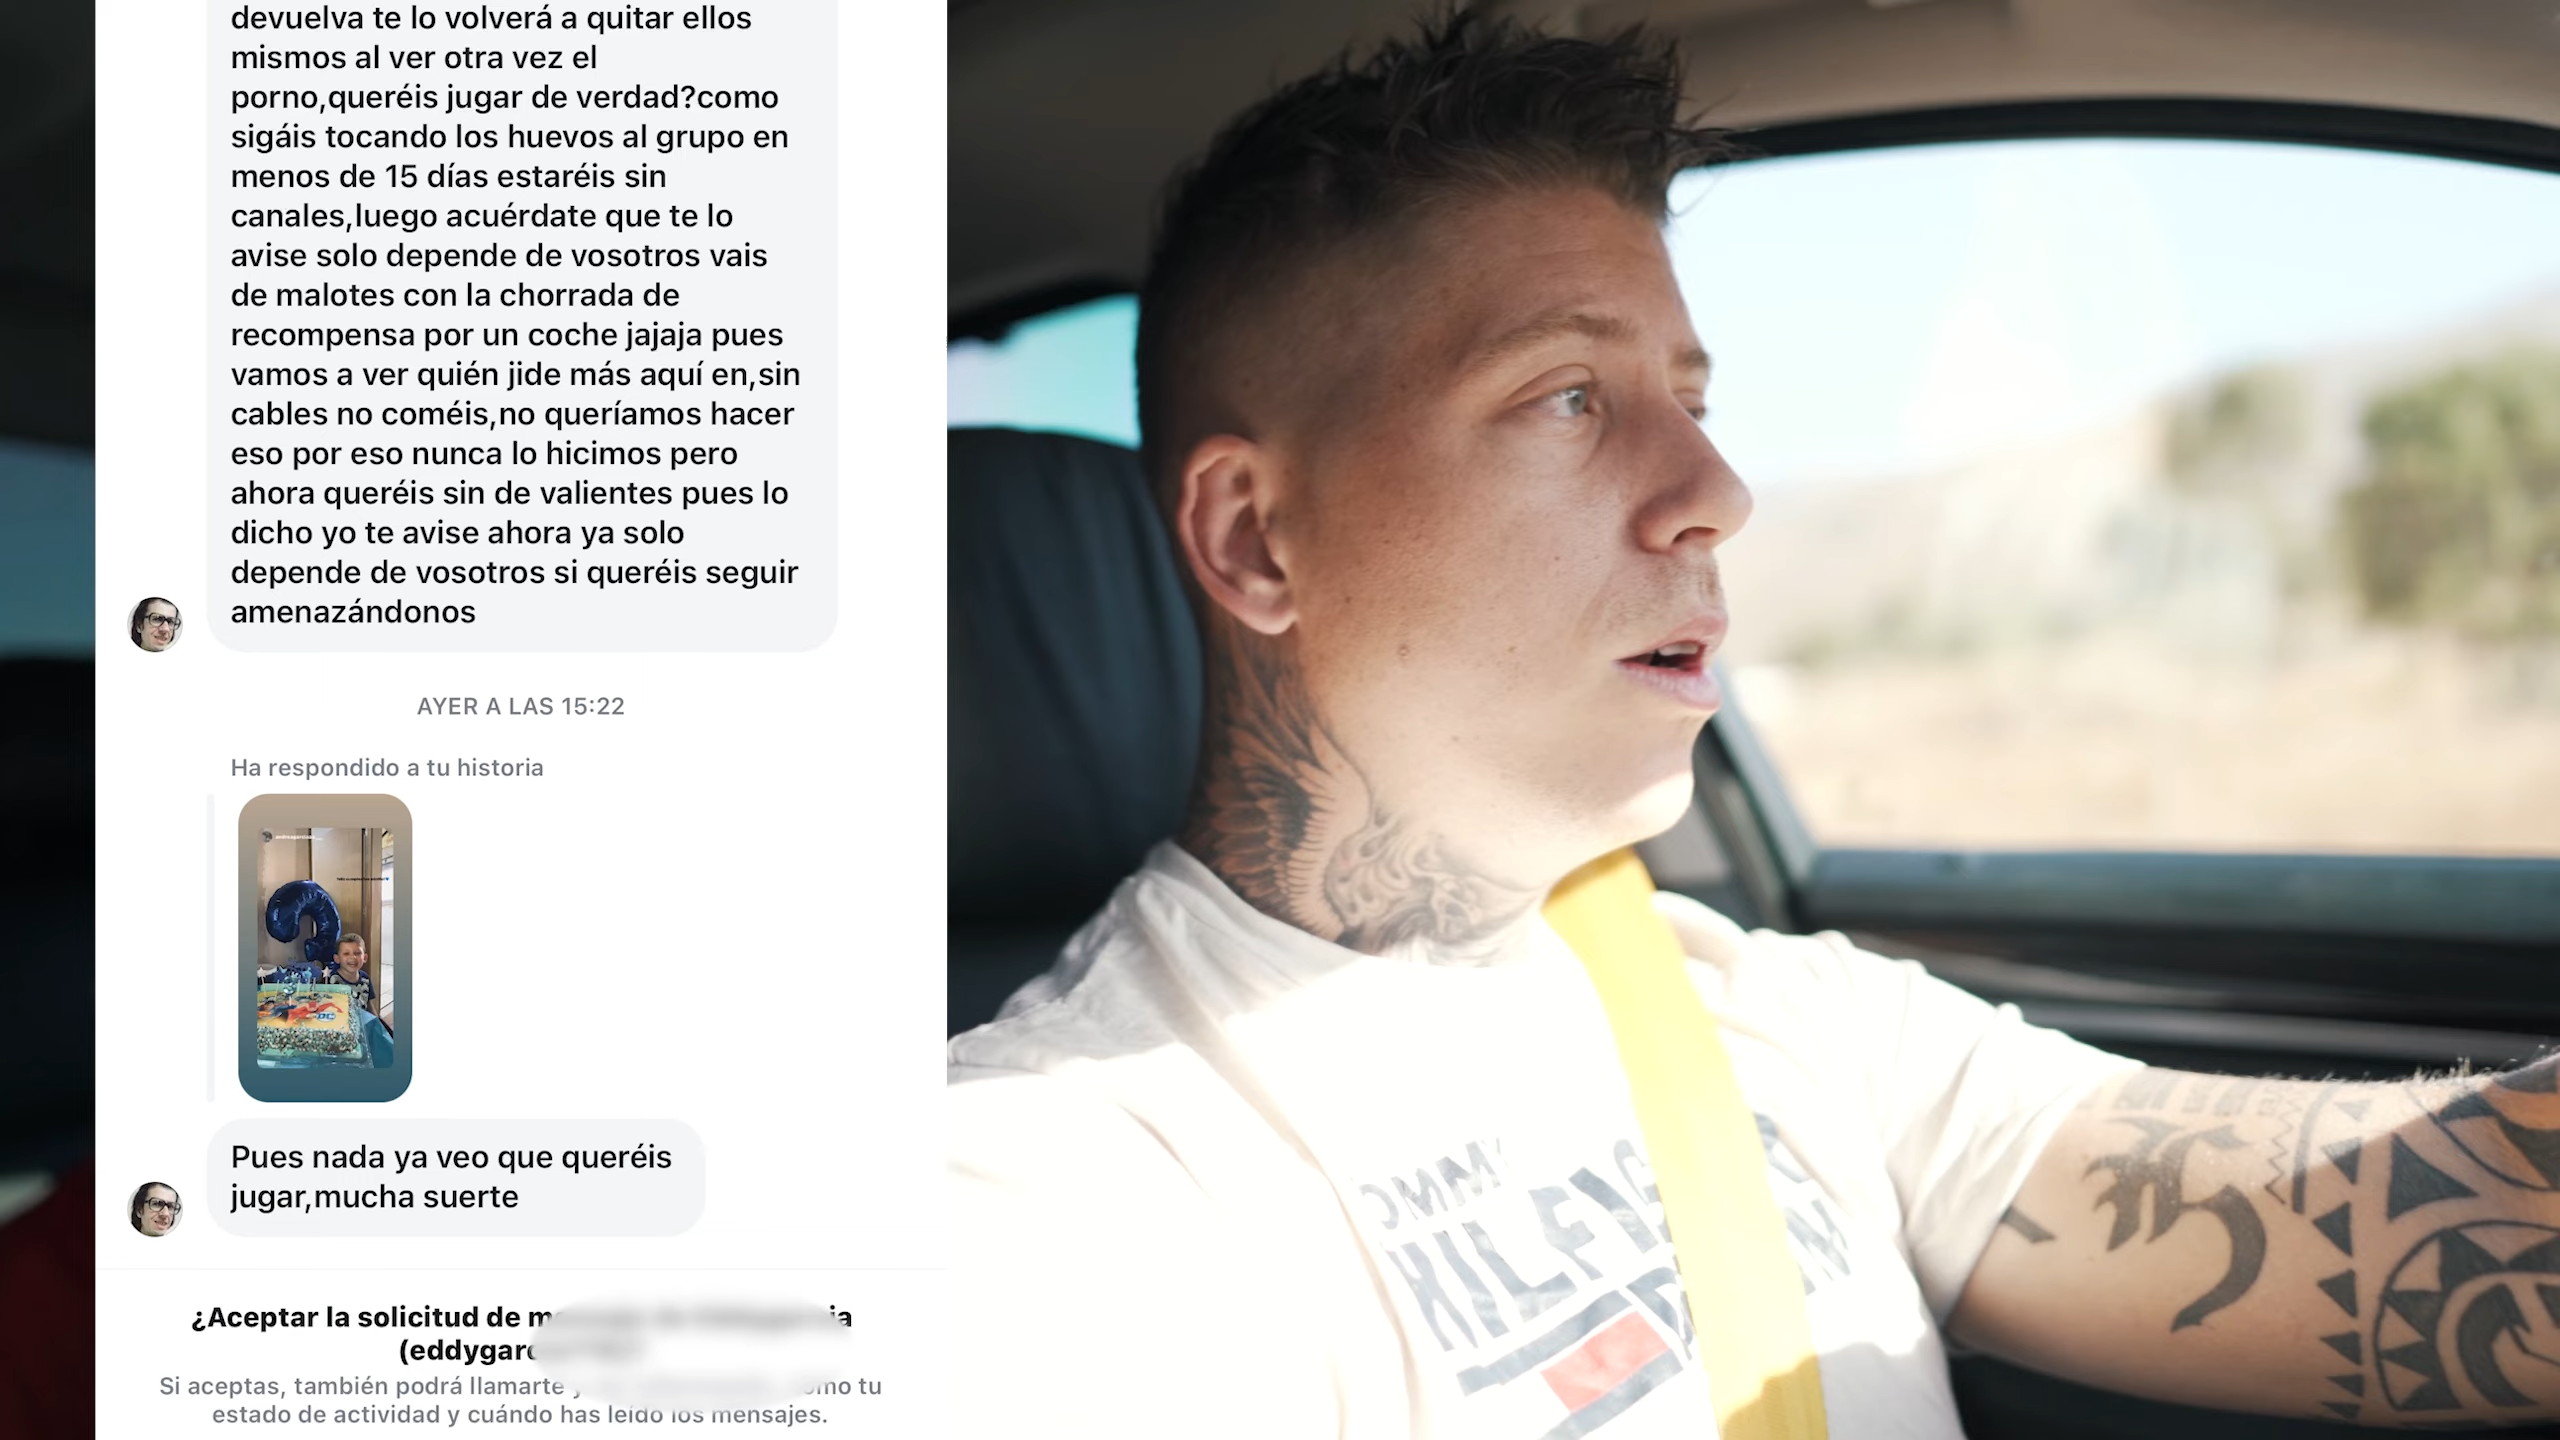 devuelva te lo volverá a quitar ellos
mismos al ver otra vez el
porno,queréis jugar de verdad?como
sigáis tocando los huevos al grupo en
menos de 15 días estaréis sin
canales,luego acuérdate que te lo
avise solo depende de vosotros vais
de malotes con la chorrada de
recompensa por un coche jajaja pues
vamos a ver quién jide más aquí en,sin
cables no coméis,no queríamos hacer
eso por eso nunca lo hicimos pero
ahora queréis sin de valientes pues lo
dicho yo te avise ahora ya solo
depende de vosotros si queréis seguir
amenazándonos
AYER A LAS 15:22
Ha respondido a tu historia
Pues nada ya veo que queréis
jugar,mucha suerte
¿Aceptar la solicitud de
(eddygar
Si aceptas, también podrá llamarte tu
estado de actividad y cuándo has leído los mensajes.